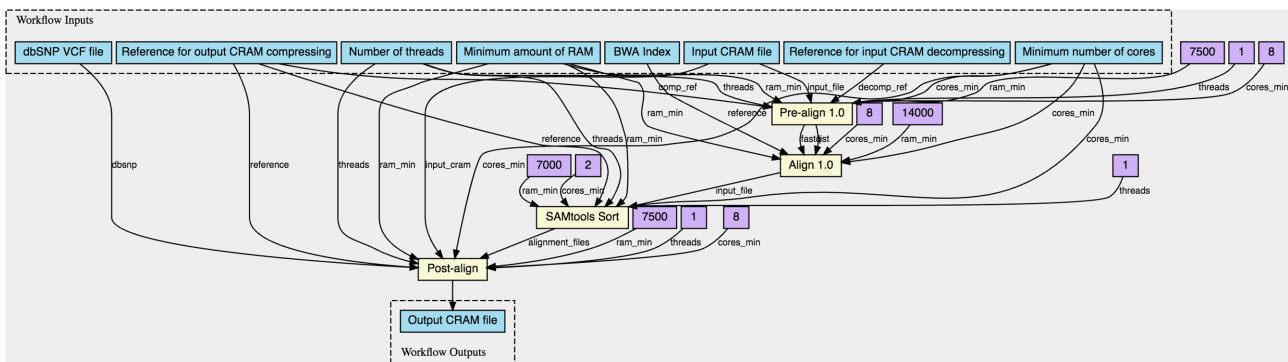 Workflow Inputs
dbSNP VCF file Reference for output CRAM compressing Number of threads Minimum amount of RAM BWA Index Input CRAM file Reference for input CRAM decompressing Minimum number of cores 7500 1 8
comp_ref threads ram_min input_file decomp_ref cores_min ram_min threads cores_min
ram_min reference Pre-align 1.0 8 14000 cores_min
reference threads ram_min cores_min ram_min cores_min
dbsnp reference threads ram_min input_cram cores_min 7000 2 Align 1.0 1
ram_min cores_min input_file threads
SAMtools Sort 7500 1 8
alignment_files ram_min threads cores_min
Post-align
Output CRAM file
Workflow Outputs